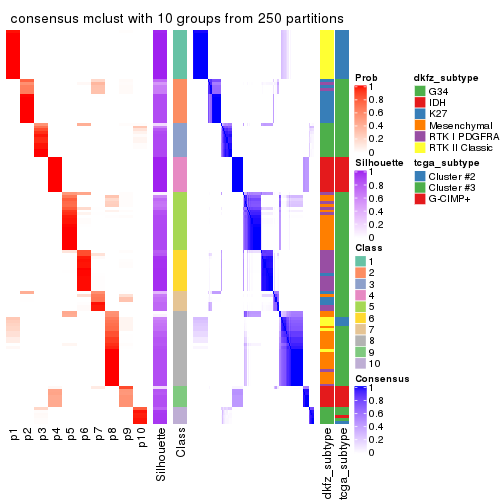 consensus mclust with 10 groups from 250 partitions
Prob
1
0.8
0.6
0.4
0.2
0
Silhouette
1
0.8
0.6
0.4
0.2
0
Class
1
2
3
4
5
6
7
8
9
10
Consensus
1
0.8
0.6
0.4
0.2
0
dkfz_subtype
G34
IDH
K27
Mesenchymal
RTK I PDGFRA
RTK II Classic
tcga_subtype
Cluster #2
Cluster #3
G-CIMP+
p1
p2
p3
p4
p5
p6
p7
p8
p9
p10
Silhouette
Class
dkfz_subtype
tcga_subtype